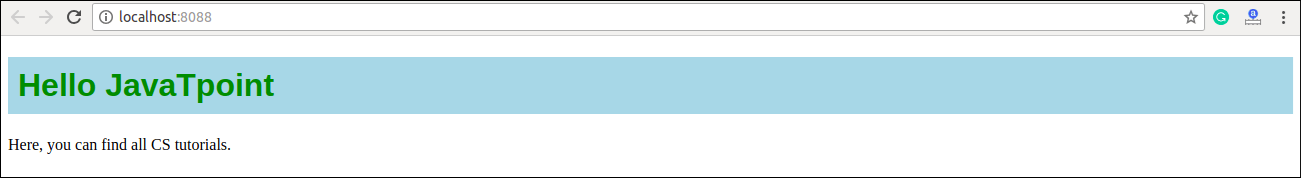 localhost:8088
Hello JavaTpoint
Here, you can find all CS tutorials.